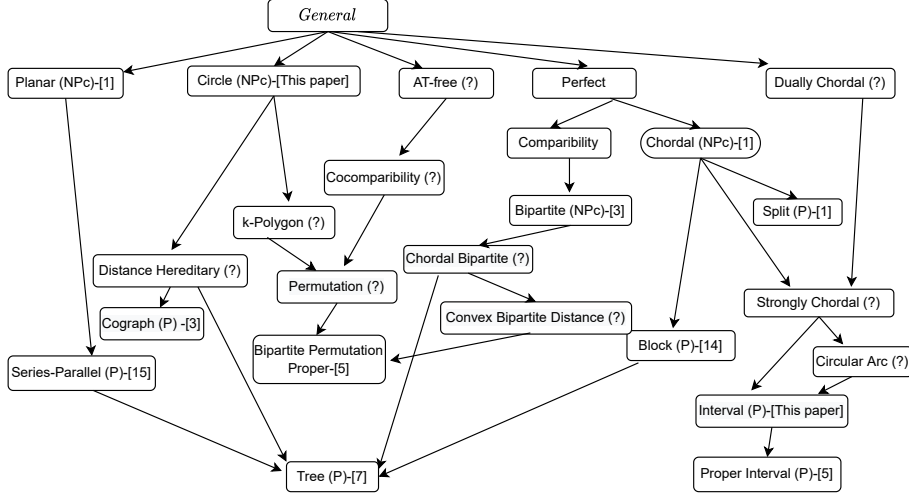 General
Planar (NPc)-[1]
Circle (NPc)-[This paper]
AT-free (?)
Perfect
Dually Chordal (?)
Comparibility
Chordal (NPc)-[1]
Cocomparibility (?)
Bipartite (NPc)-[3]
Split (P)-[1]
k-Polygon (?)
Chordal Bipartite (?)
Distance Hereditary (?)
Permutation (?)
Strongly Chordal (?)
Cograph (P) -[3]
Convex Bipartite Distance (?)
Bipartite Permutation
Proper-[5]
Block (P)-[14]
Circular Arc (?)
Series-Parallel (P)-[15]
Interval (P)-[This paper]
Tree (P)-[7]
Proper Interval (P)-[5]